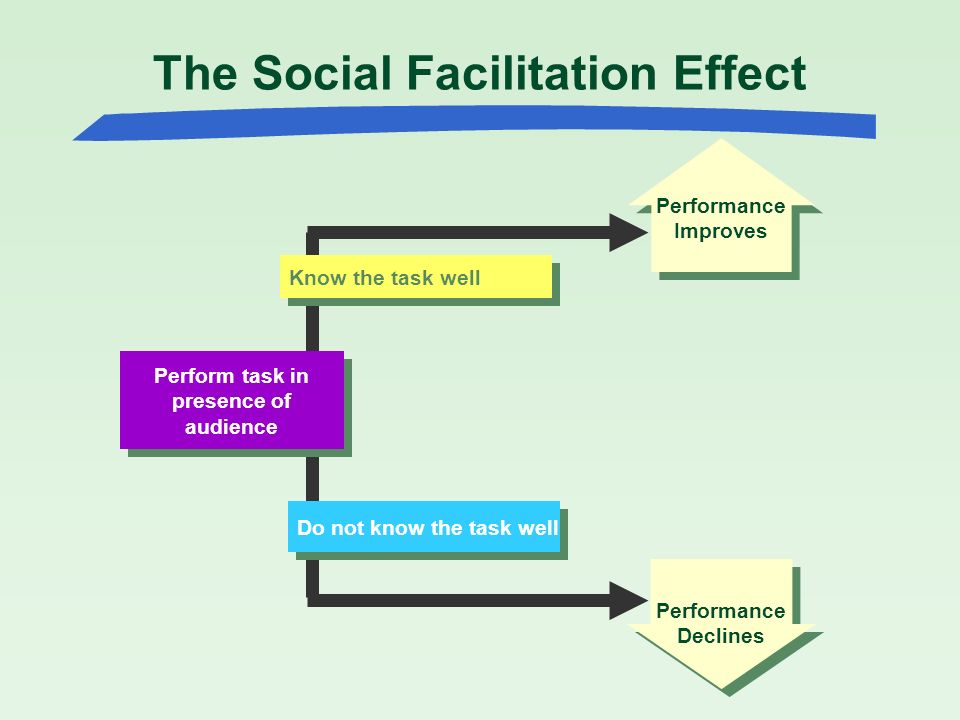 The Social Facilitation Effect
Performance
Improves
Know the task well
Perform task in
presence of
audience
Do not know the task well
Performance
Declines